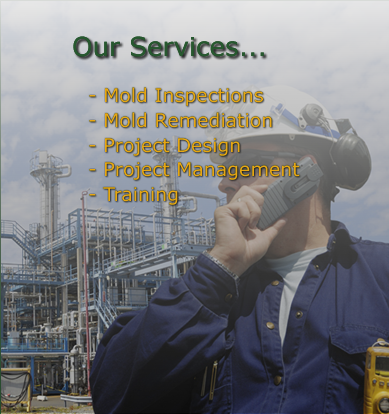 Our Services...
- Mold Inspections
- Mold Remediation
- Project Design
- Project Management
- Training